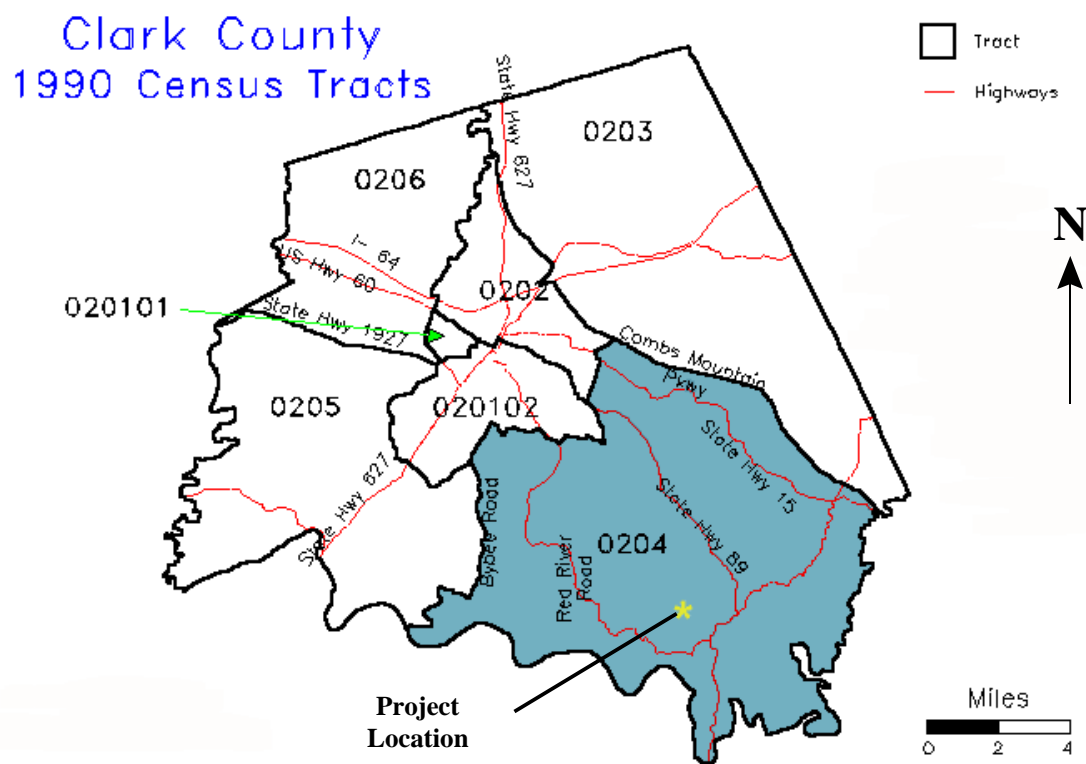 Clark County
1990 Census Tracts
Tract
Highways
State Hwy 627
0203
0206
N
I- 64
US Hwy 60
0202
020101
State Hwy 1927
Combs Mountain
Pkwy
0205
020102
State Hwy 15
State Hwy 627
State Hwy 89
Bybee Road
0204
Red River
Road
Project
Location
Miles
0 2 4